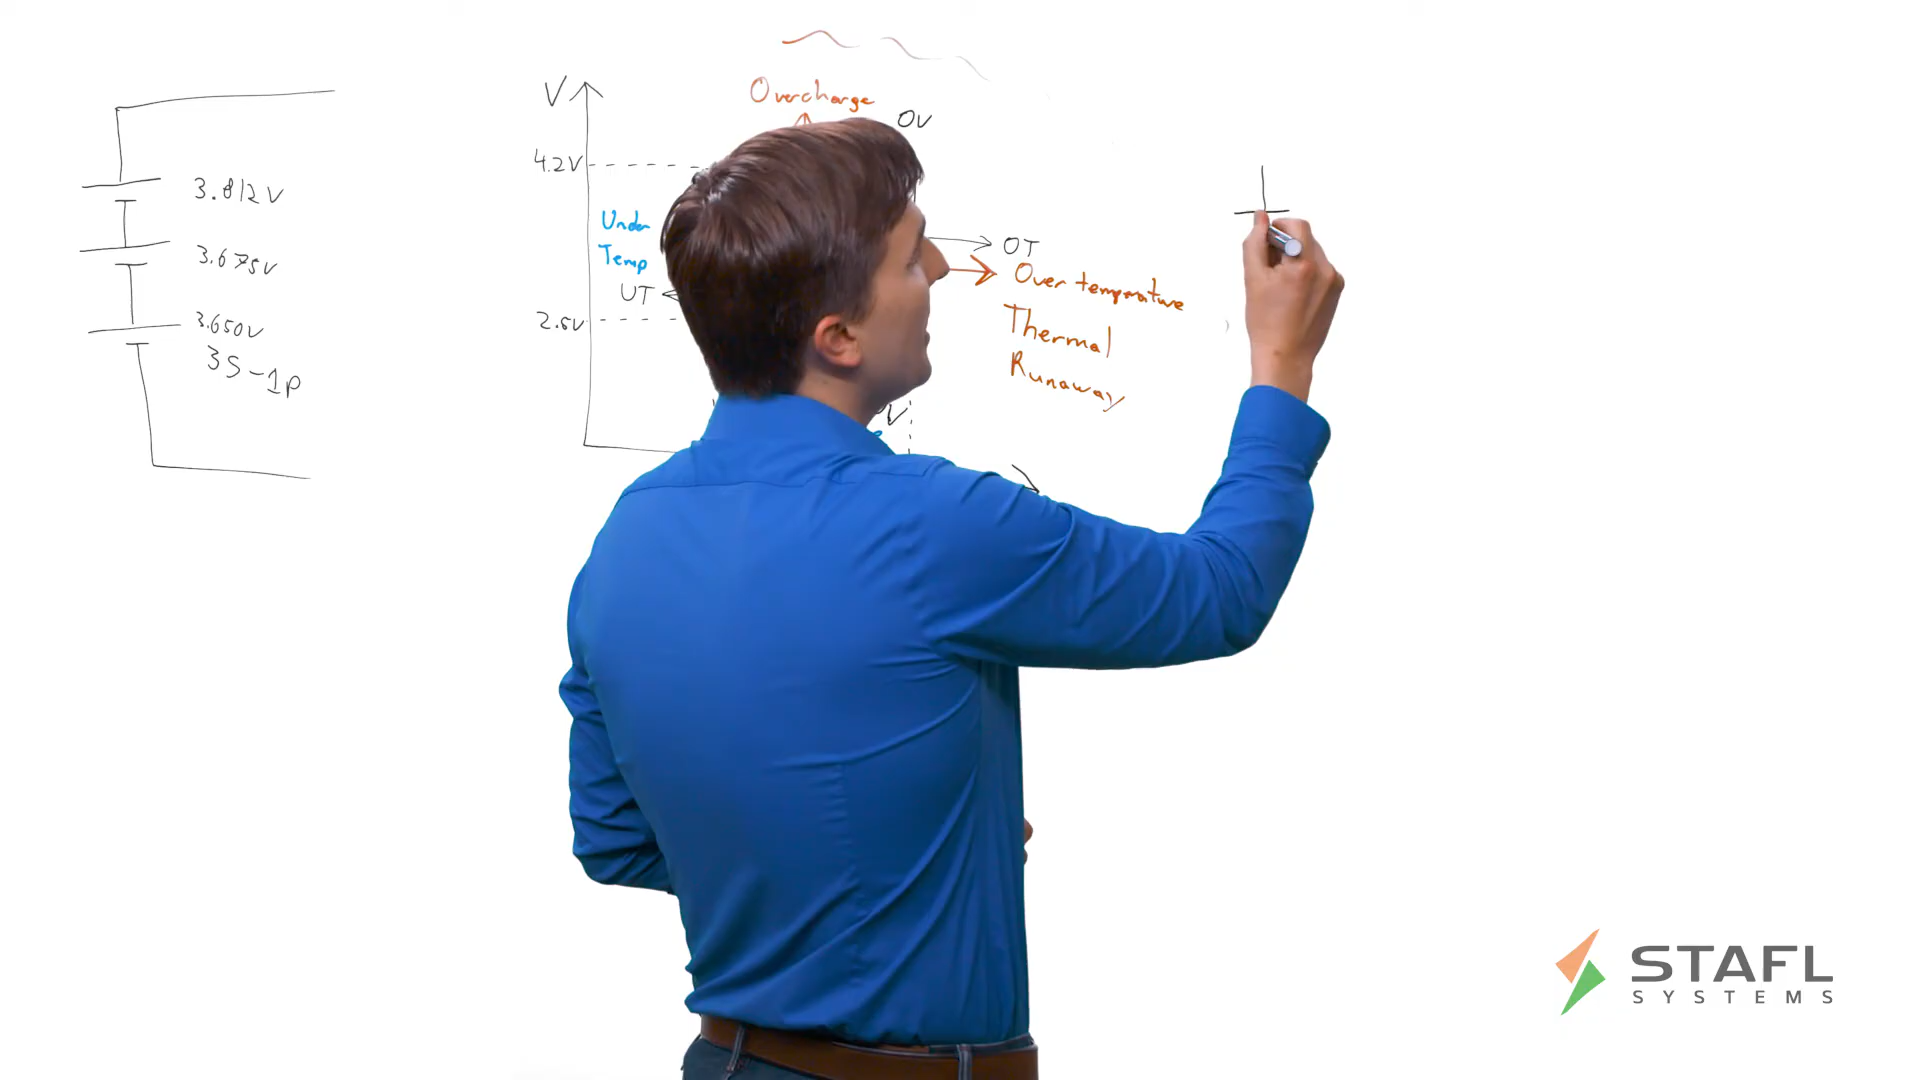 3.812V
3.675V
3.650V
3S-1P
V
Overcharge
OV
4.2V
Under
Temp
UT
2.5V
OT
Over temperature
Thermal
Runaway
STAFL
SYSTEMS